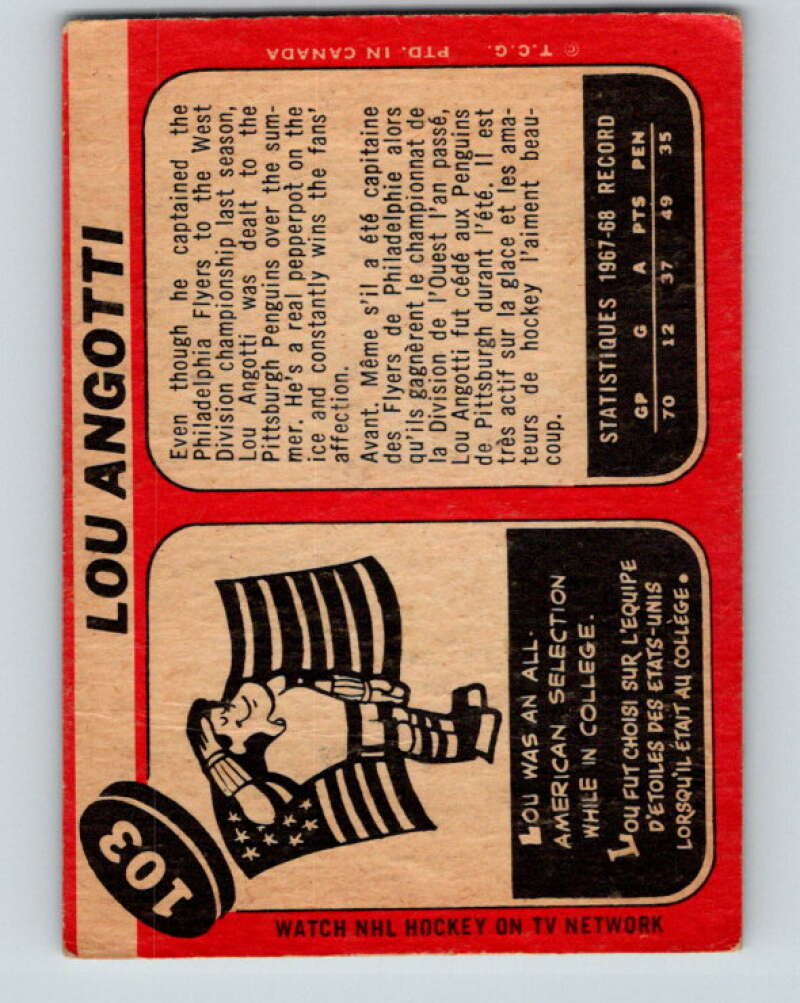 LOU ANGOTTI
103
Even though he captained the
Philadelphia Flyers to the West
Division championship last season,
Lou Angotti was dealt to the
Pittsburgh Penguins over the sum-
mer. He's a real pepperpot on the
ice and constantly wins the fans'
affection.
Avant. Même s'il a été capitaine
des Flyers de Philadelphie alors
qu'ils gagnèrent le championnat de
la Division de l'Ouest l'an passé,
Lou Angotti fut cédé aux Penguins
de Pittsburgh durant l'été. Il est
très actif sur la glace et les ama-
teurs de hockey l'aiment beau-
coup.
STATISTIQUES 1967-68 RECORD
GP G A PTS PEN
70 12 37 49 35
LOU WAS AN ALL-
AMERICAN SELECTION
WHILE IN COLLEGE.
LOU FUT CHOISI SUR L'EQUIPE
D'ÉTOILES DES ETATS-UNIS
LORSQU'IL ÉTAIT AU COLLÈGE.
WATCH NHL HOCKEY ON TV NETWORK
© T.C.G. PTD. IN CANADA